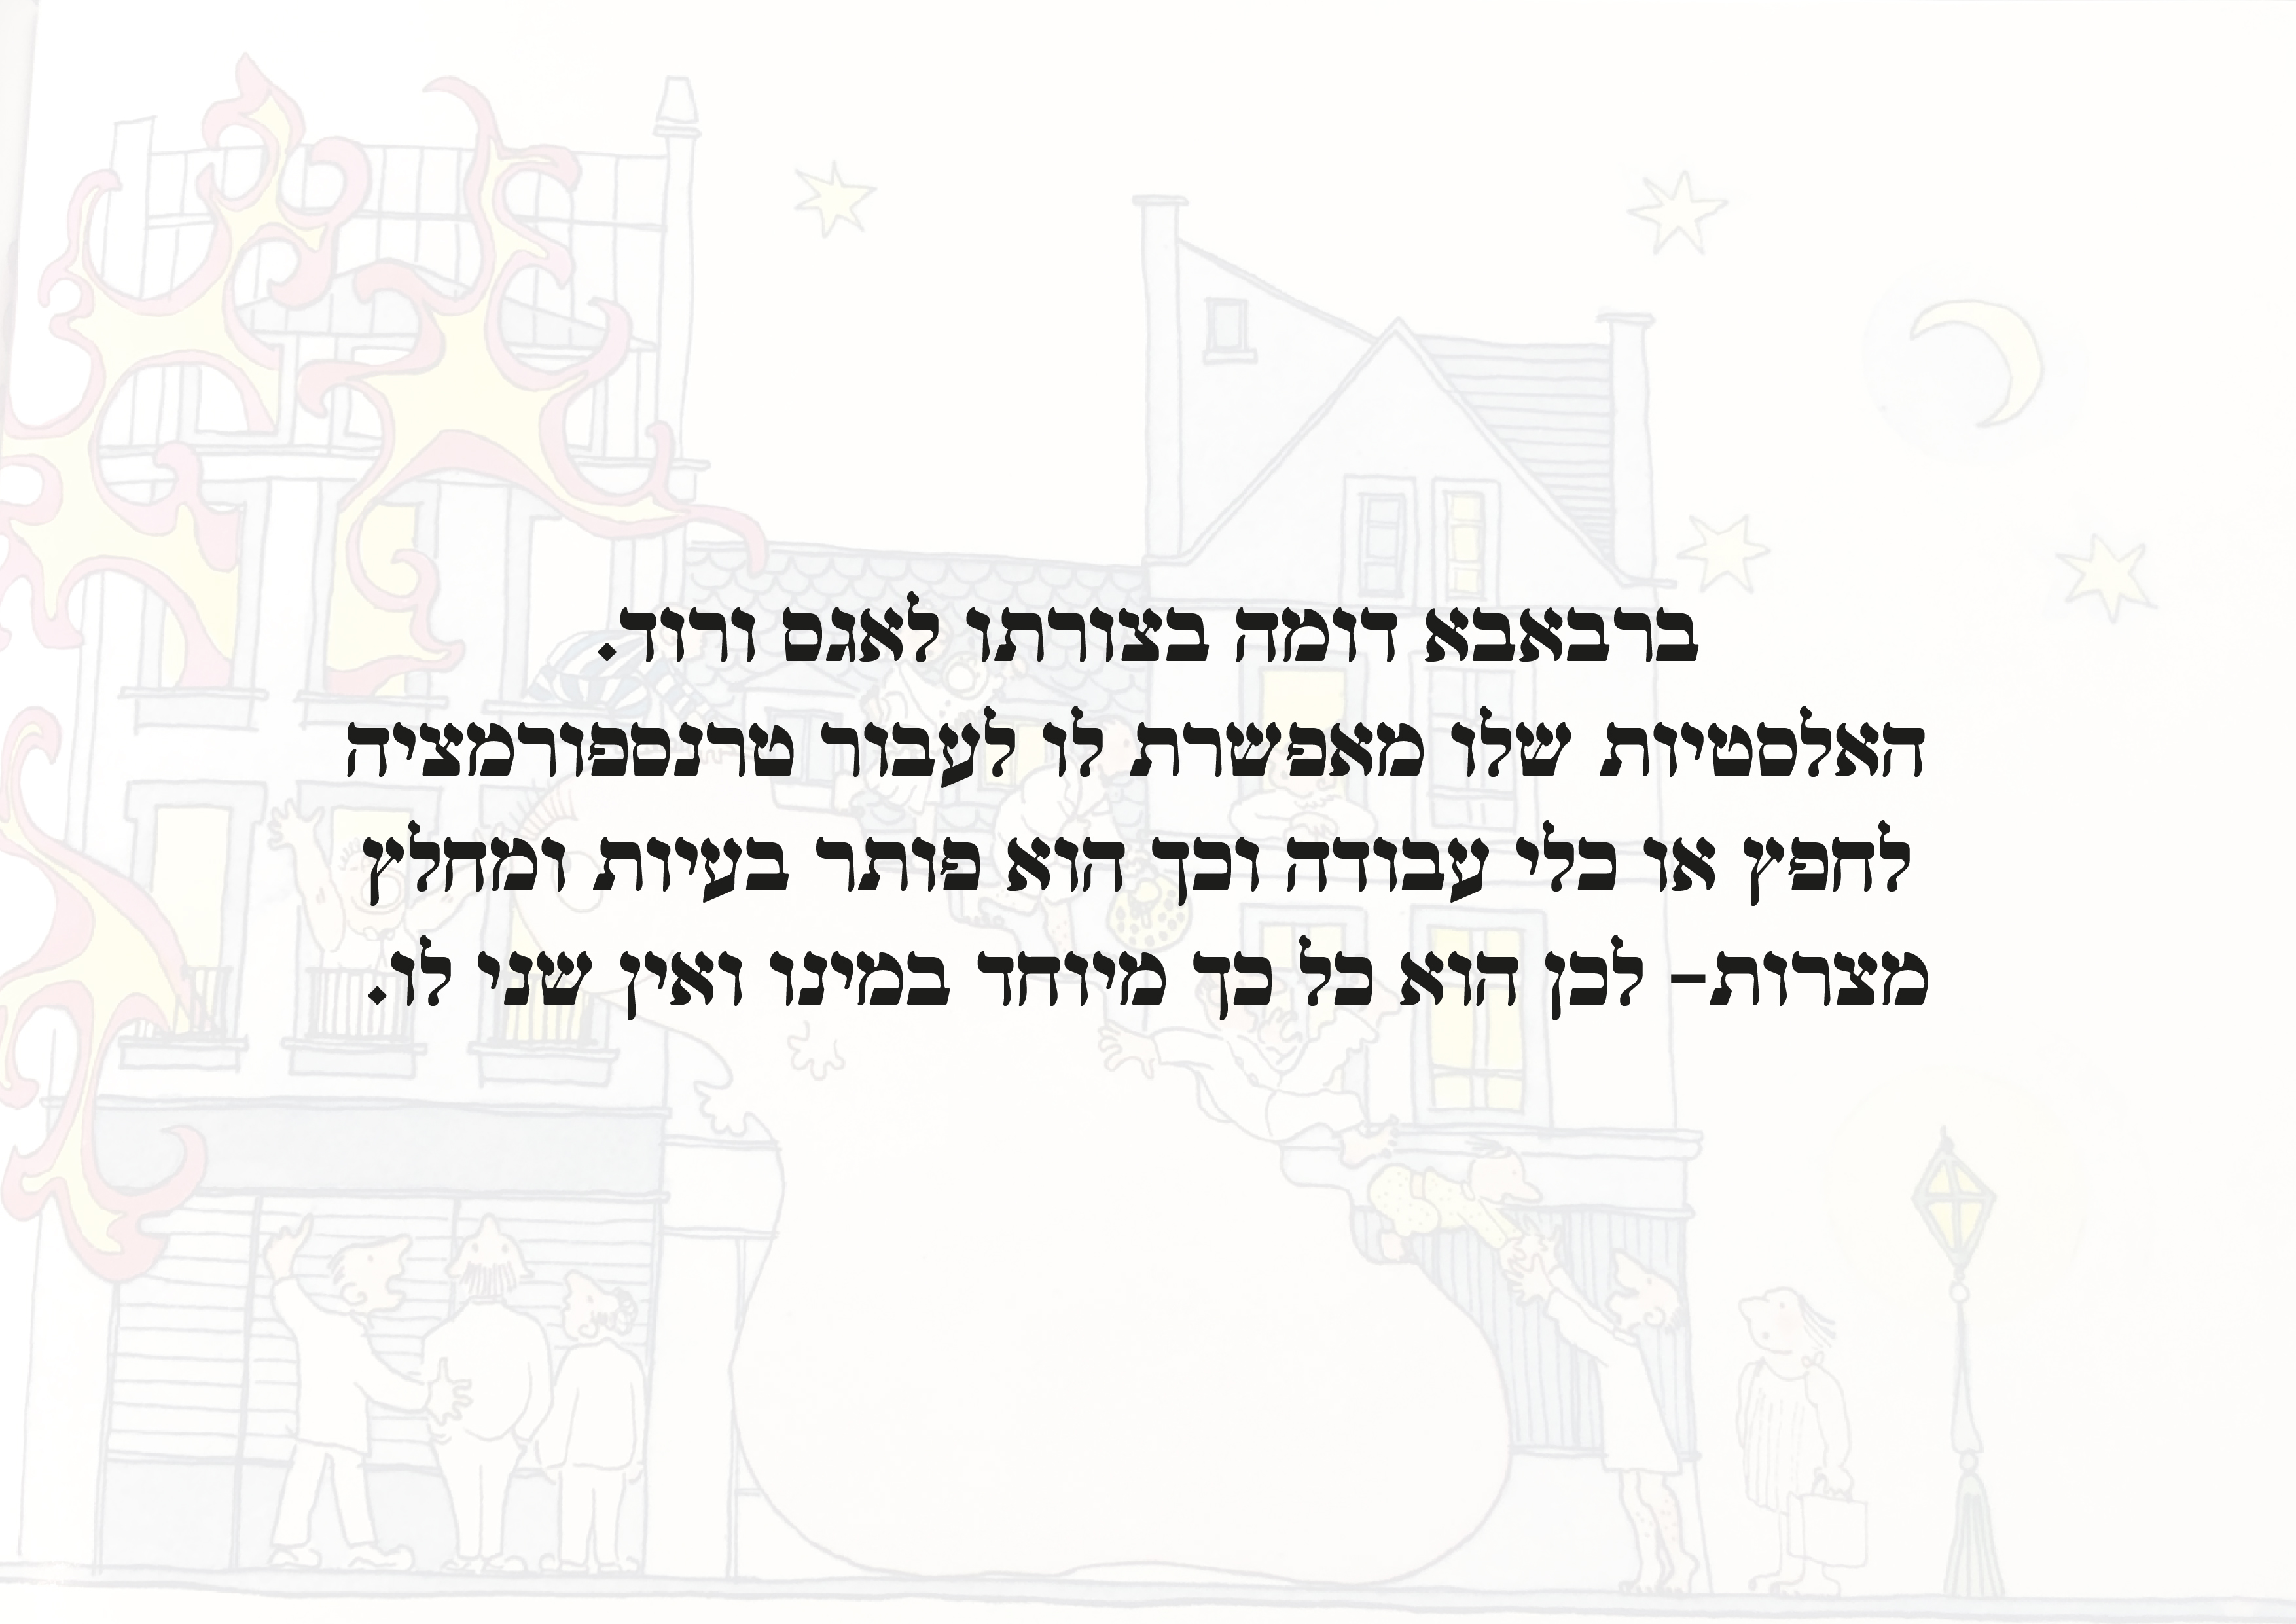 ברבאבא דומה בצורתו לאגס ורוד.
האלסטיות שלו מאפשרת לו לעבור טרנספורמציה
לחפץ או כלי עבודה וכך הוא פותר בעיות ומחלץ
מצרות- לכן הוא כל כך מיוחד במינו ואין שני לו.